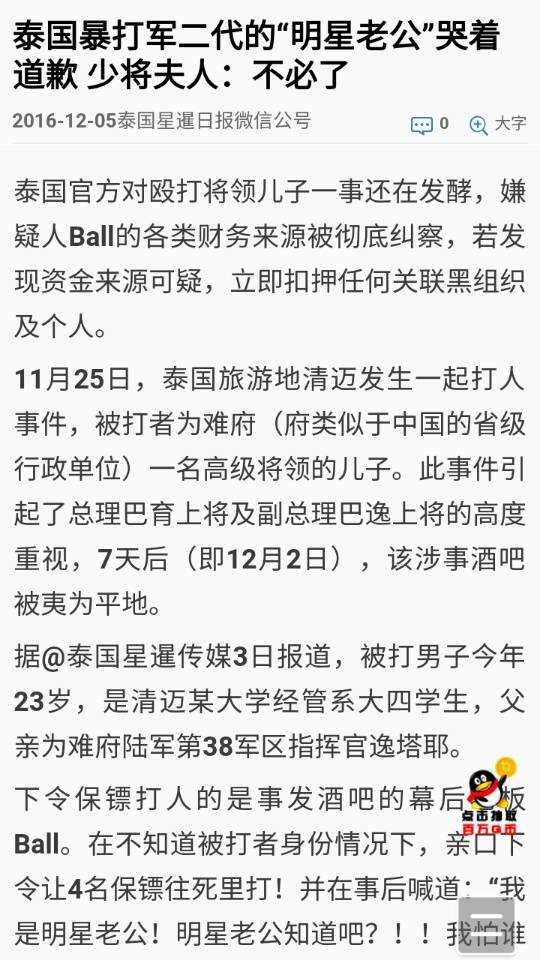 泰国暴打军二代的“明星老公”哭着
道歉 少将夫人：不必了
2016-12-05泰国星暹日报微信公号
0
大字
泰国官方对殴打将领儿子一事还在发酵，嫌
疑人Ball的各类财务来源被彻底纠察，若发
现资金来源可疑，立即扣押任何关联黑组织
及个人。
11月25日，泰国旅游地清迈发生一起打人
事件，被打者为难府（府类似于中国的省级
行政单位）一名高级将领的儿子。此事件引
起了总理巴育上将及副总理巴逸上将的高度
重视，7天后（即12月2日），该涉事酒吧
被夷为平地。
据@泰国星暹传媒3日报道，被打男子今年
23岁，是清迈某大学经管系大四学生，父
亲为难府陆军第38军区指挥官逸塔耶。
下令保镖打人的是事发酒吧的幕后 板
点击抽取
百万Q币
Ball。在不知道被打者身份情况下，亲口下
令让4名保镖往死里打！并在事后喊道：“我
是明星老公！明星老公知道吧？！！我怕谁